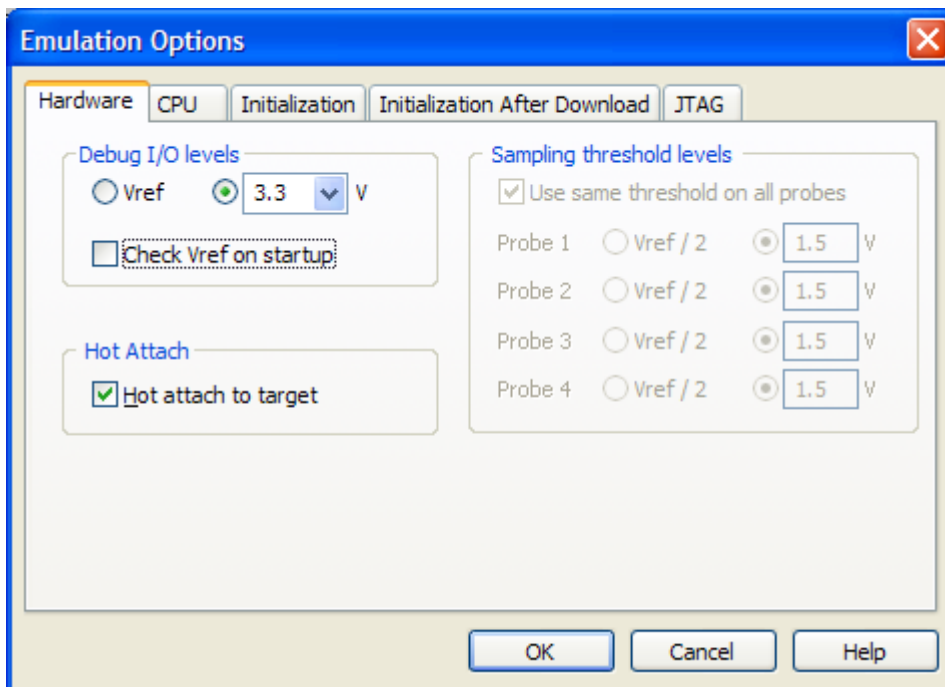 Emulation Options
Hardware CPU Initialization Initialization After Download JTAG
Debug I/O levels
Vref 3.3 V
Check Vref on startup
Hot Attach
Hot attach to target
Sampling threshold levels
Use same threshold on all probes
Probe 1 Vref / 2 1.5 V
Probe 2 Vref / 2 1.5 V
Probe 3 Vref / 2 1.5 V
Probe 4 Vref / 2 1.5 V
OK Cancel Help